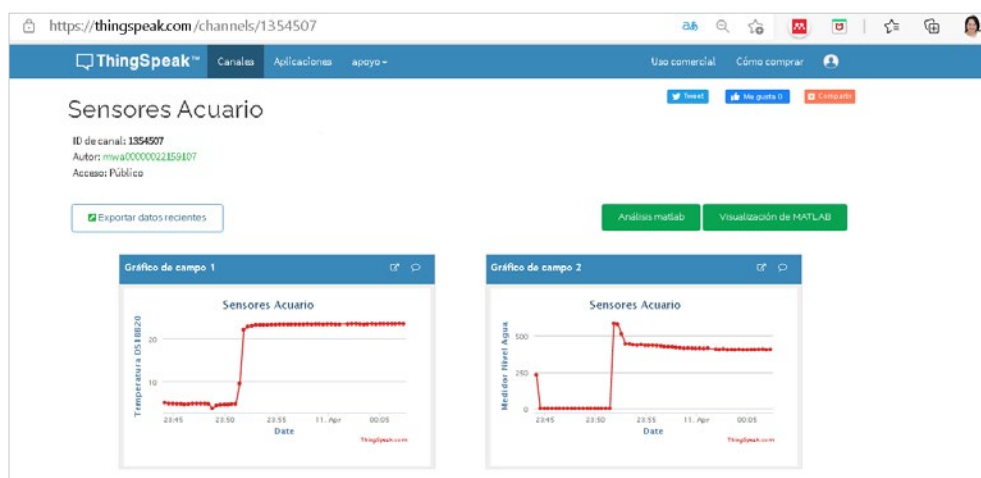 https://thingspeak.com/channels/1354507
ThingSpeak™ Canales Aplicaciones apoyo Uso comercial Cómo comprar
Tweet Me gusta 0 Compartir
Sensores Acuario
ID de canal: 1354507
Autor: mwa0000022159107
Acceso: Público
Exportar datos recientes
Análisis matlab Visualización de MATLAB
Gráfico de campo 1
Sensores Acuario
Temperatura DS18B20
20
10
23:45 23:50 23:55 11. Apr 00:05
Date
ThingSpeak.com
Gráfico de campo 2
Sensores Acuario
Medidor Nivel Agua
500
250
0
23:45 23:50 23:55 11. Apr 00:05
Date
ThingSpeak.com